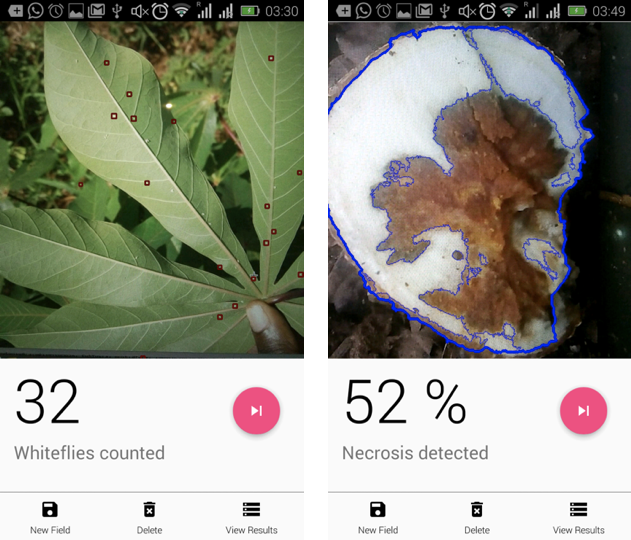 R
03:30
32
Whiteflies counted
New Field
Delete
View Results
R
03:49
52 %
Necrosis detected
New Field
Delete
View Results